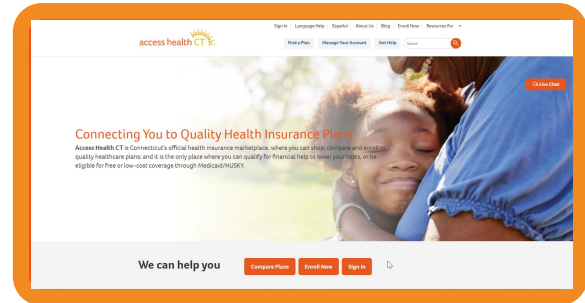 Sign In Language Help Español About Us Blog Enroll Now Resources For
access health CT
Find a Plan Manage Your Account Get Help Search
Live Chat
Connecting You to Quality Health Insurance Plans
Access Health CT is Connecticut's official health insurance marketplace, where you can shop, compare and enroll in
quality healthcare plans; and it is the only place where you can qualify for financial help to lower your costs, or be
eligible for free or low-cost coverage through Medicaid/HUSKY.
We can help you Compare Plans Enroll Now Sign In